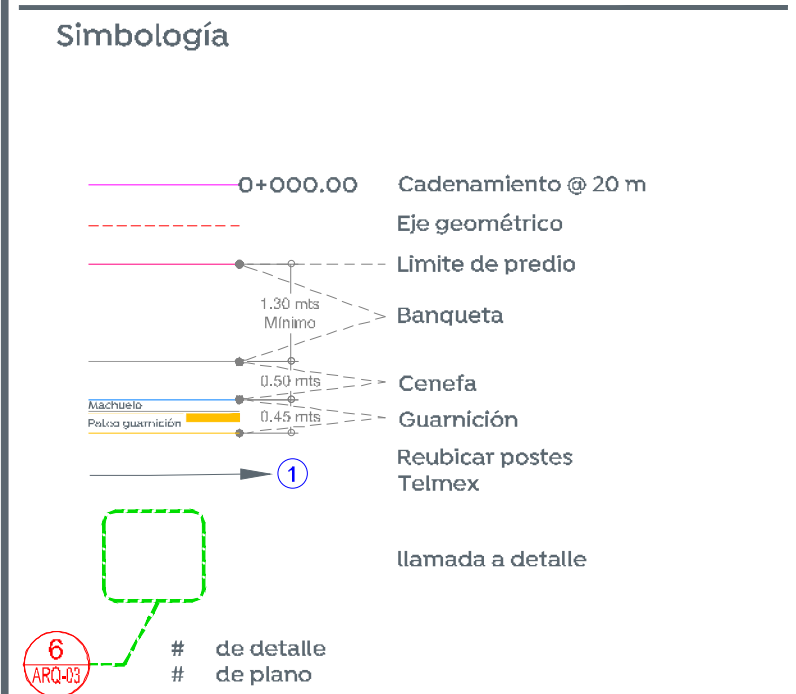 Simbología
0+000.00 Cadenamiento @ 20 m
Eje geométrico
Limite de predio
1.30 mts
Mínimo
Banqueta
0.50 mts Cenefa
Machuelo
Patea guarnición 0.45 mts Guarnición
Reubicar postes
Telmex
1
llamada a detalle
6
ARQ-03
# de detalle
# de plano